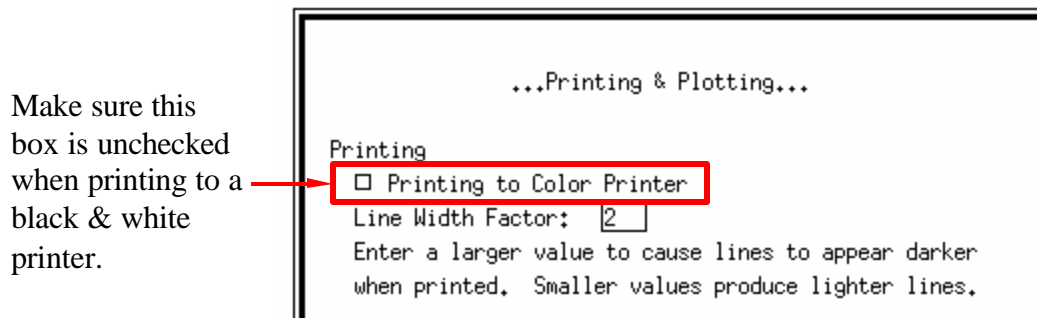 Make sure this
box is unchecked
when printing to a
black & white
printer.
...Printing & Plotting...
Printing
Printing to Color Printer
Line Width Factor: 2
Enter a larger value to cause lines to appear darker
when printed. Smaller values produce lighter lines.